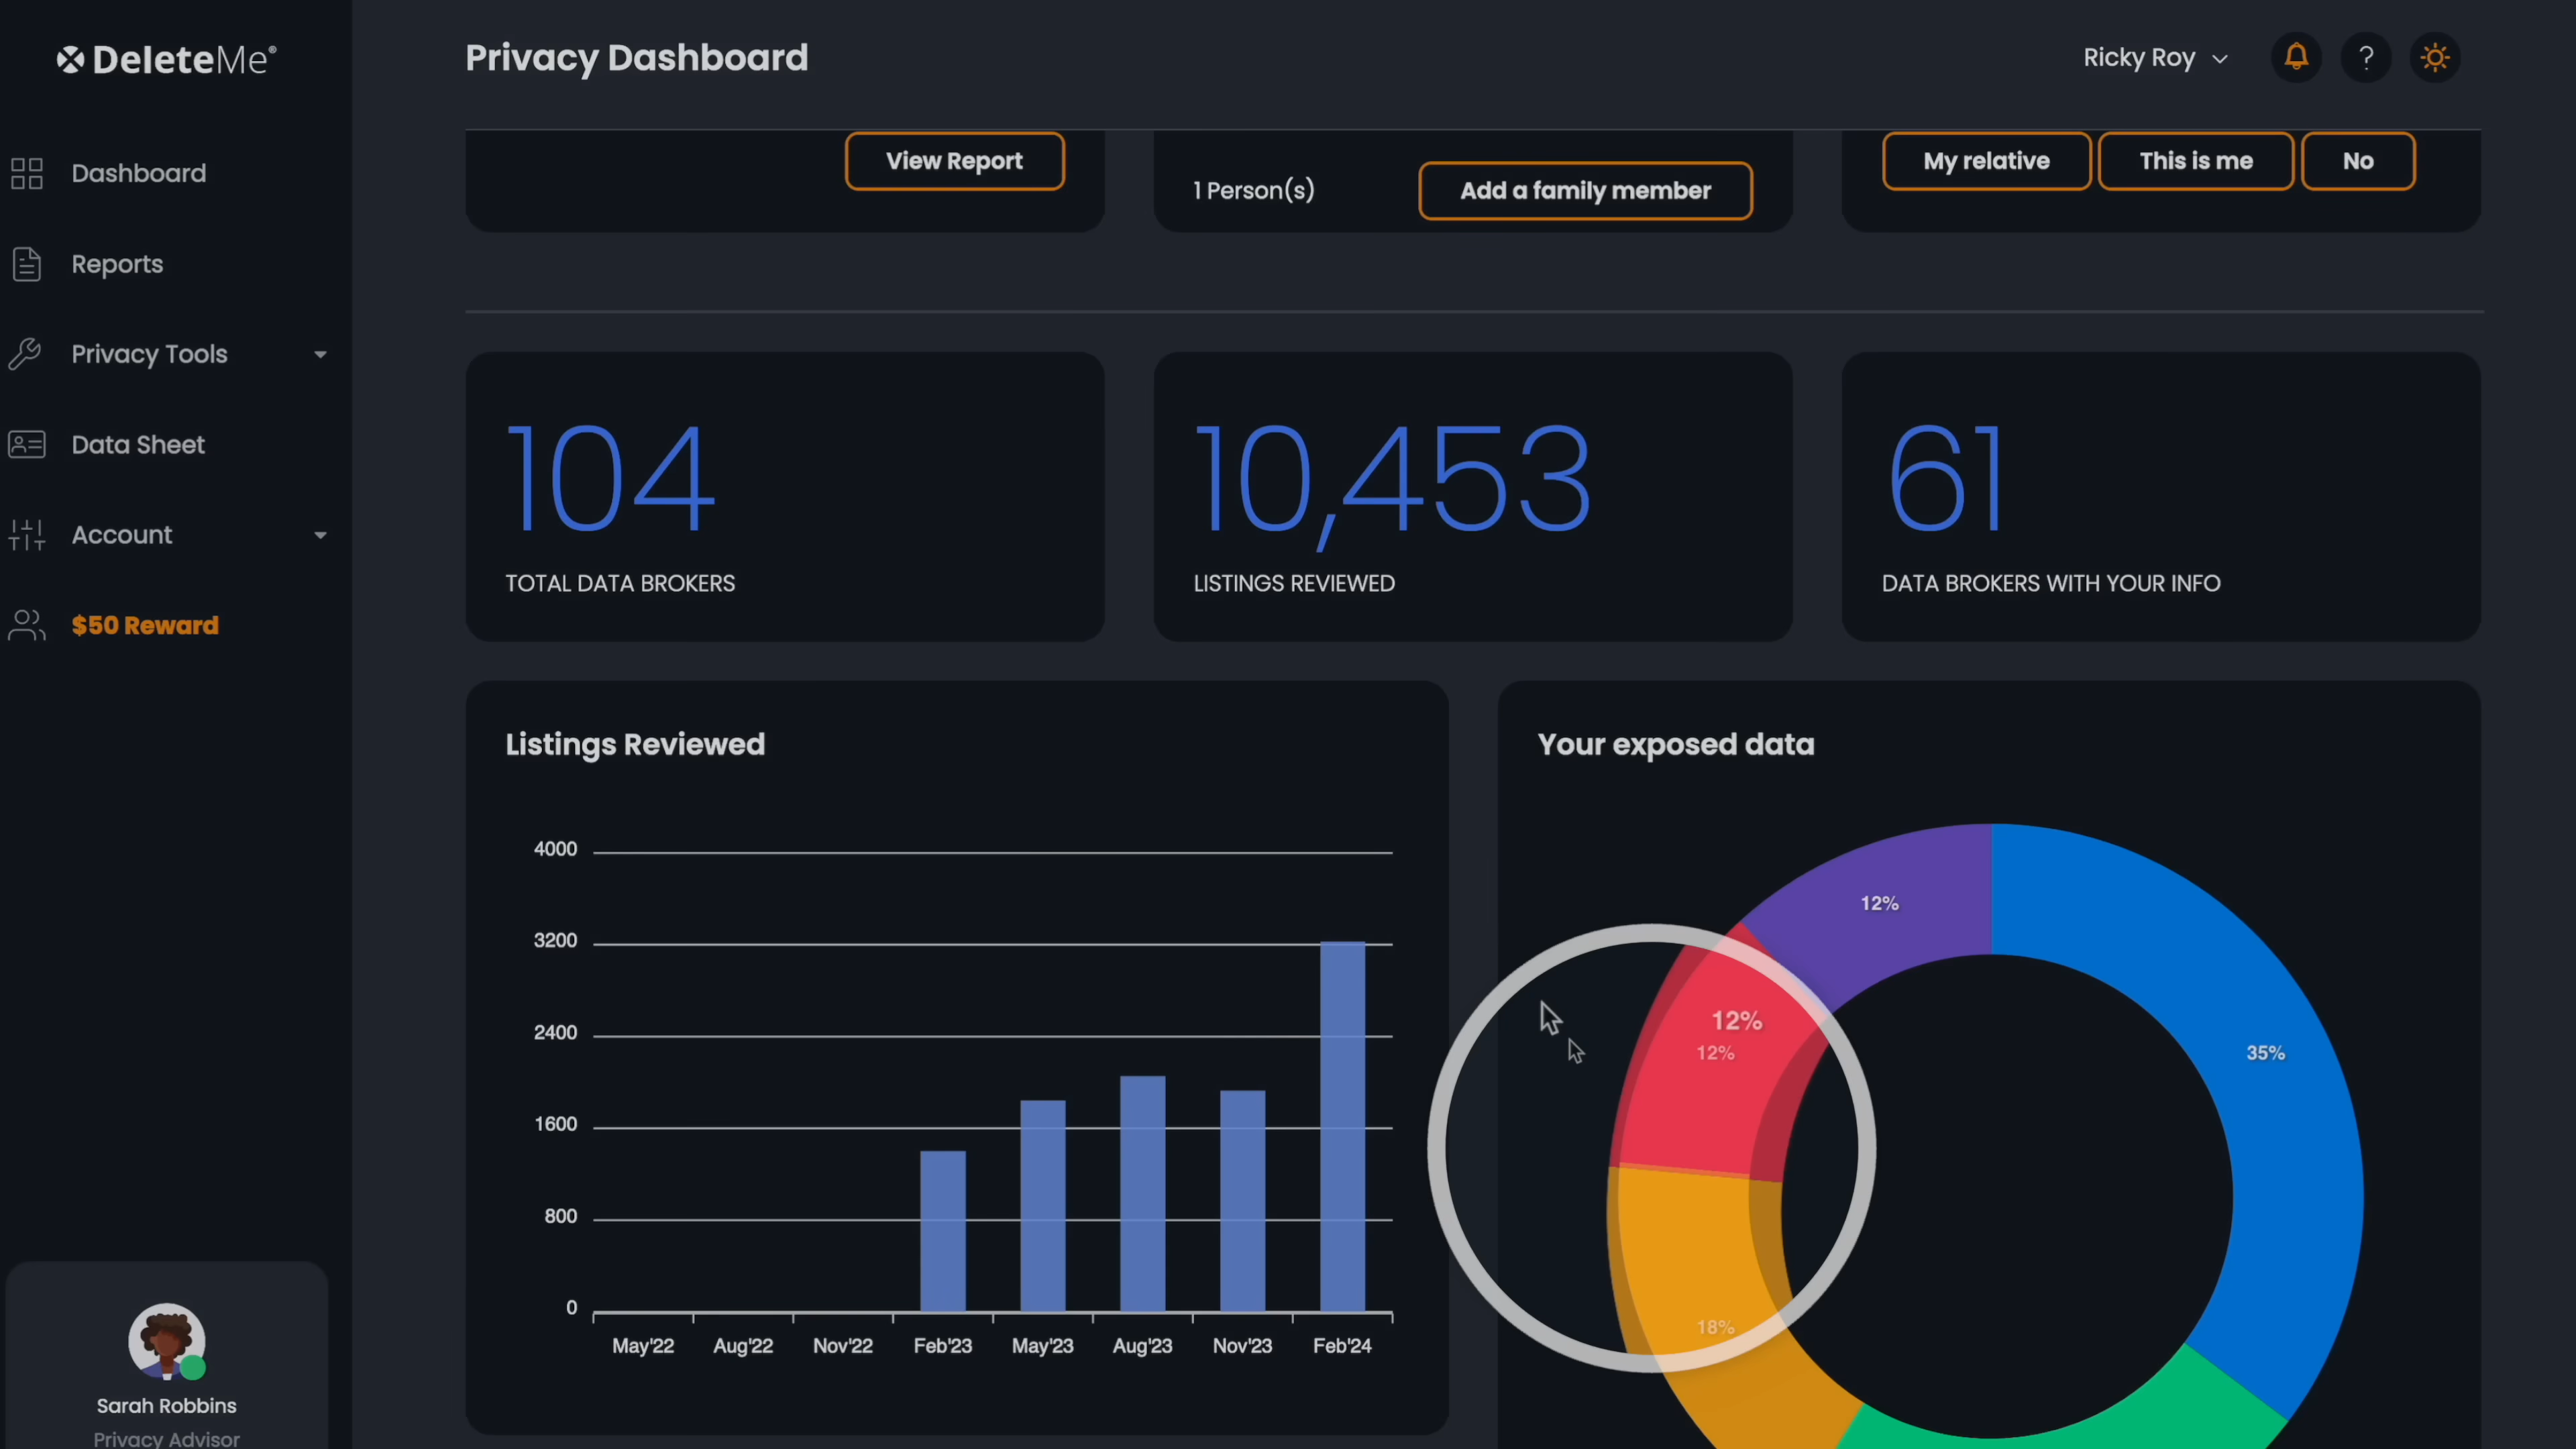 DeleteMe®
Privacy Dashboard
Ricky Roy
?
Dashboard
Reports
Privacy Tools
Data Sheet
Account
$50 Reward
View Report
1 Person(s)
Add a family member
My relative
This is me
No
104
TOTAL DATA BROKERS
10,453
LISTINGS REVIEWED
61
DATA BROKERS WITH YOUR INFO
Listings Reviewed
4000
3200
2400
1600
800
0
May'22 Aug'22 Nov'22 Feb'23 May'23 Aug'23 Nov'23 Feb'24
Your exposed data
12%
12%
12%
35%
18%
Sarah Robbins
Privacy Advisor